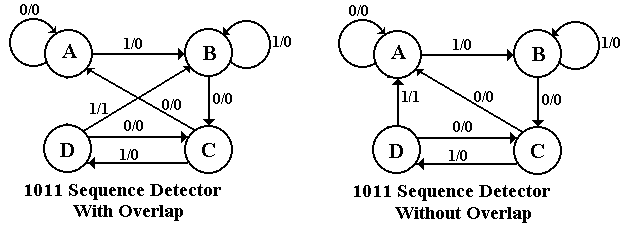 0/0
A
1/0
B
1/0
1/1
0/0
0/0
D
0/0
1/0
C
1011 Sequence Detector
With Overlap
0/0
A
1/0
B
1/0
1/1
0/0
0/0
D
0/0
1/0
C
1011 Sequence Detector
Without Overlap